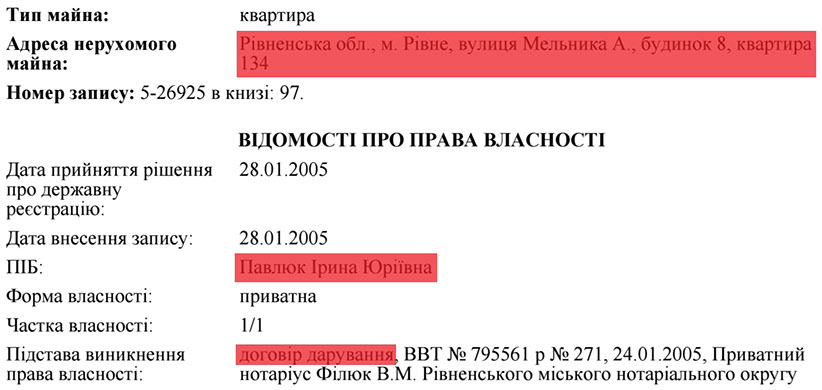 Тип майна: квартира
Адреса нерухомого Рівненська обл., м. Рівне, вулиця Мельника А., будинок 8, квартира
майна: 134
Номер запису: 5-26925 в книзі: 97.
ВІДОМОСТІ ПРО ПРАВА ВЛАСНОСТІ
Дата прийняття рішення 28.01.2005
про державну
реєстрацію:
Дата внесення запису: 28.01.2005
ПІБ: Павлюк Ірина Юріївна
Форма власності: приватна
Частка власності: 1/1
Підстава виникнення договір дарування, ВВТ № 795561 р № 271, 24.01.2005, Приватний
права власності: нотаріус Філюк В.М. Рівненського міського нотаріального округу